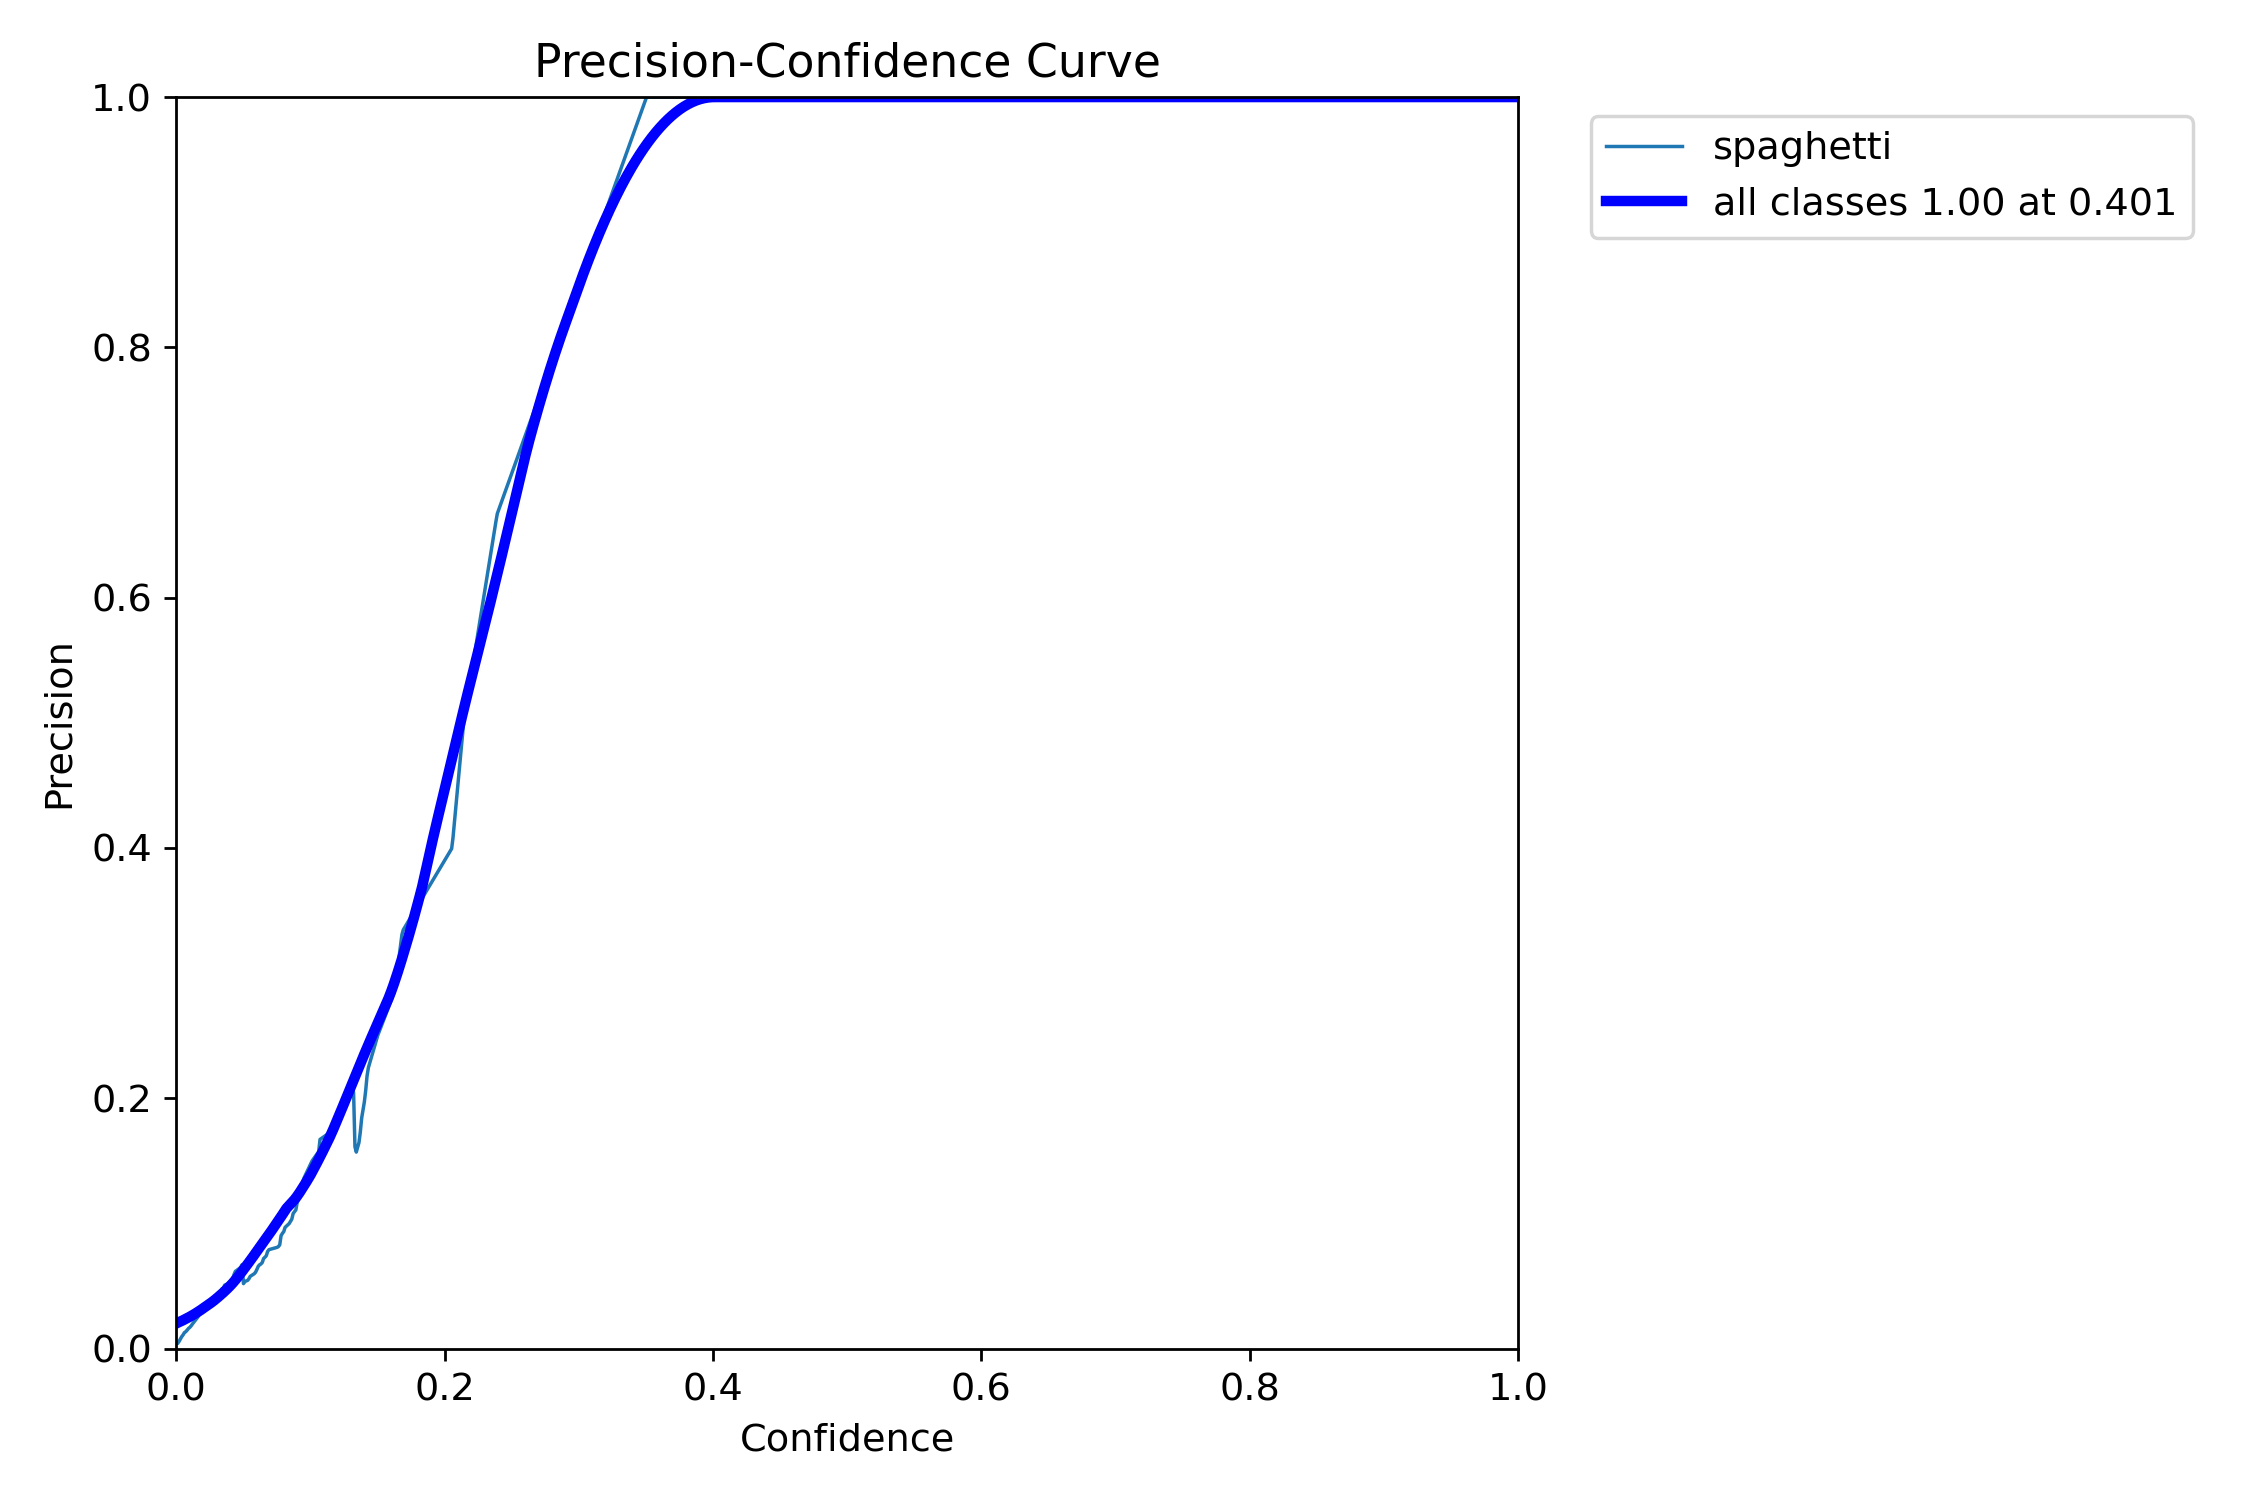 Precision-Confidence Curve
1.0
0.8
0.6
0.4
0.2
0.0
Precision
0.0 0.2 0.4 0.6 0.8 1.0
Confidence
spaghetti
all classes 1.00 at 0.401